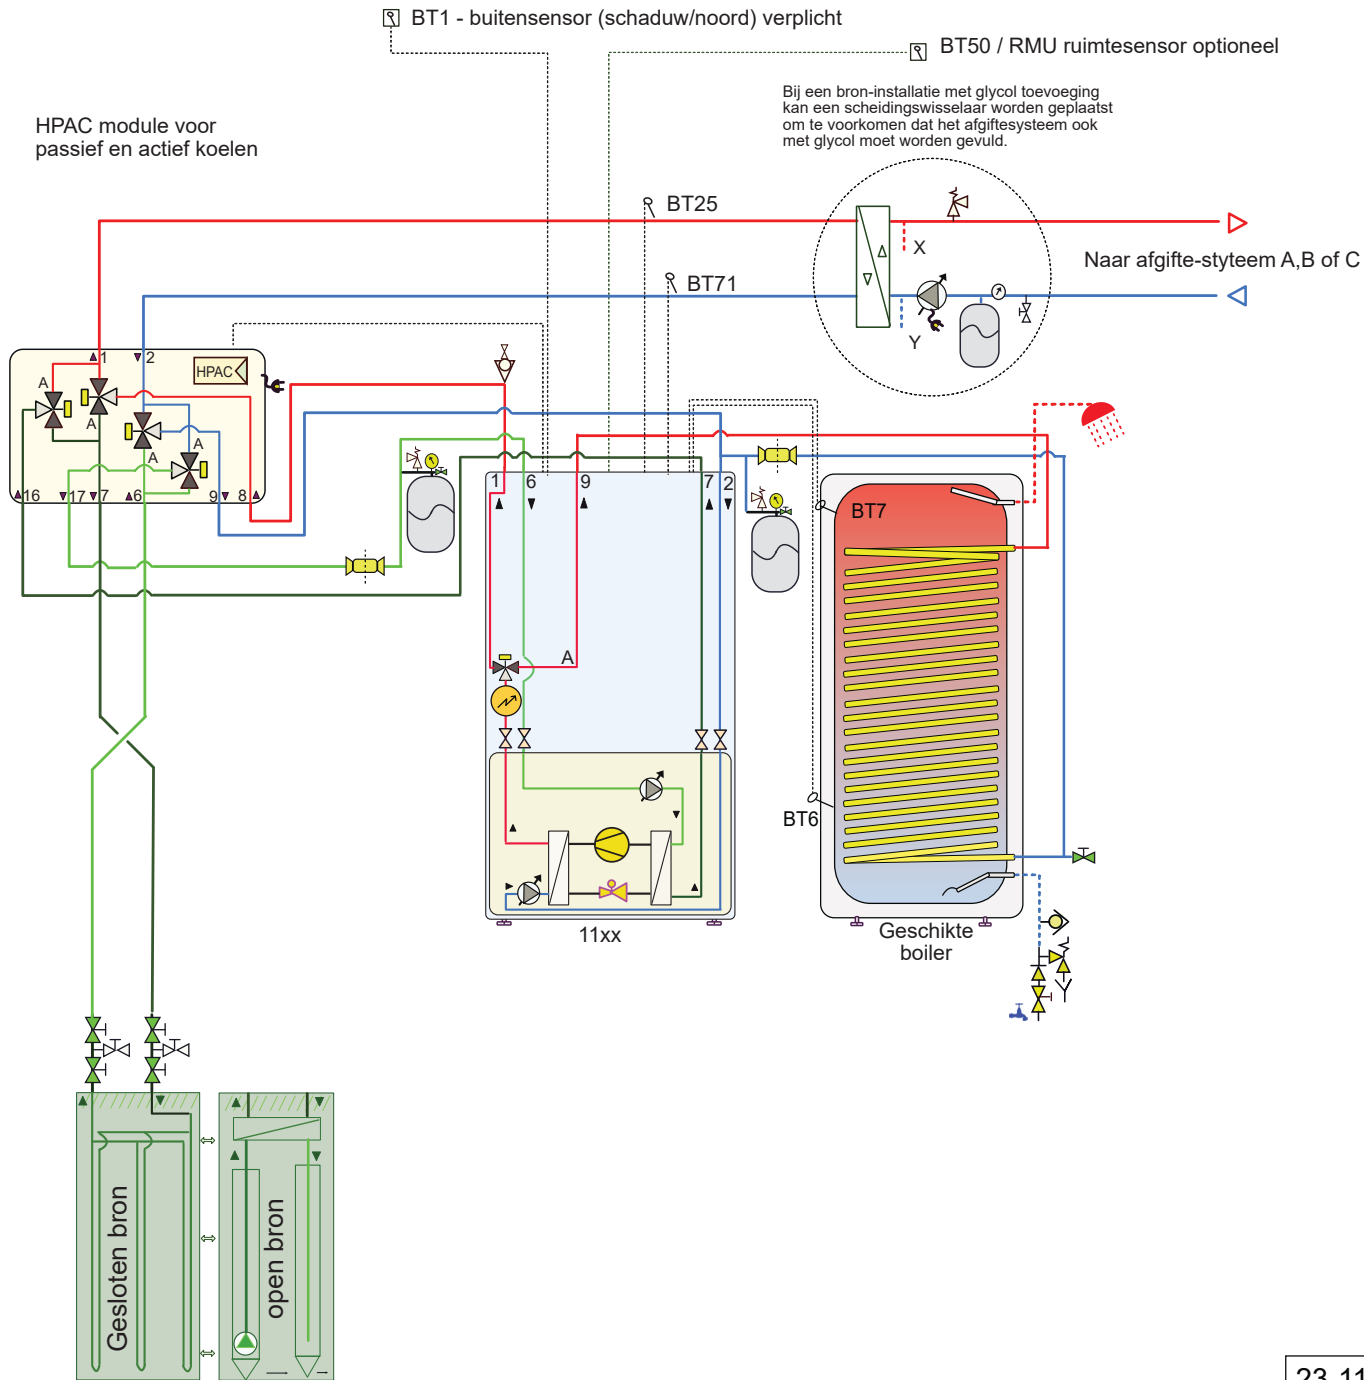 BT1 - buitensensor (schaduw/noord) verplicht
BT50 / RMU ruimtesensor optioneel
Bij een bron-installatie met glycol toevoeging
kan een scheidingswisselaar worden geplaatst
om te voorkomen dat het afgiftesysteem ook
met glycol moet worden gevuld.
HPAC module voor
passief en actief koelen
BT25
X
Naar afgifte-styteem A,B of C
BT71
Y
1
2
HPAC
A
A
A
A
16
17
7
6
9
8
1
6
9
7
2
BT7
A
BT6
11xx
Geschikte
boiler
Gesloten bron
open bron
23-11